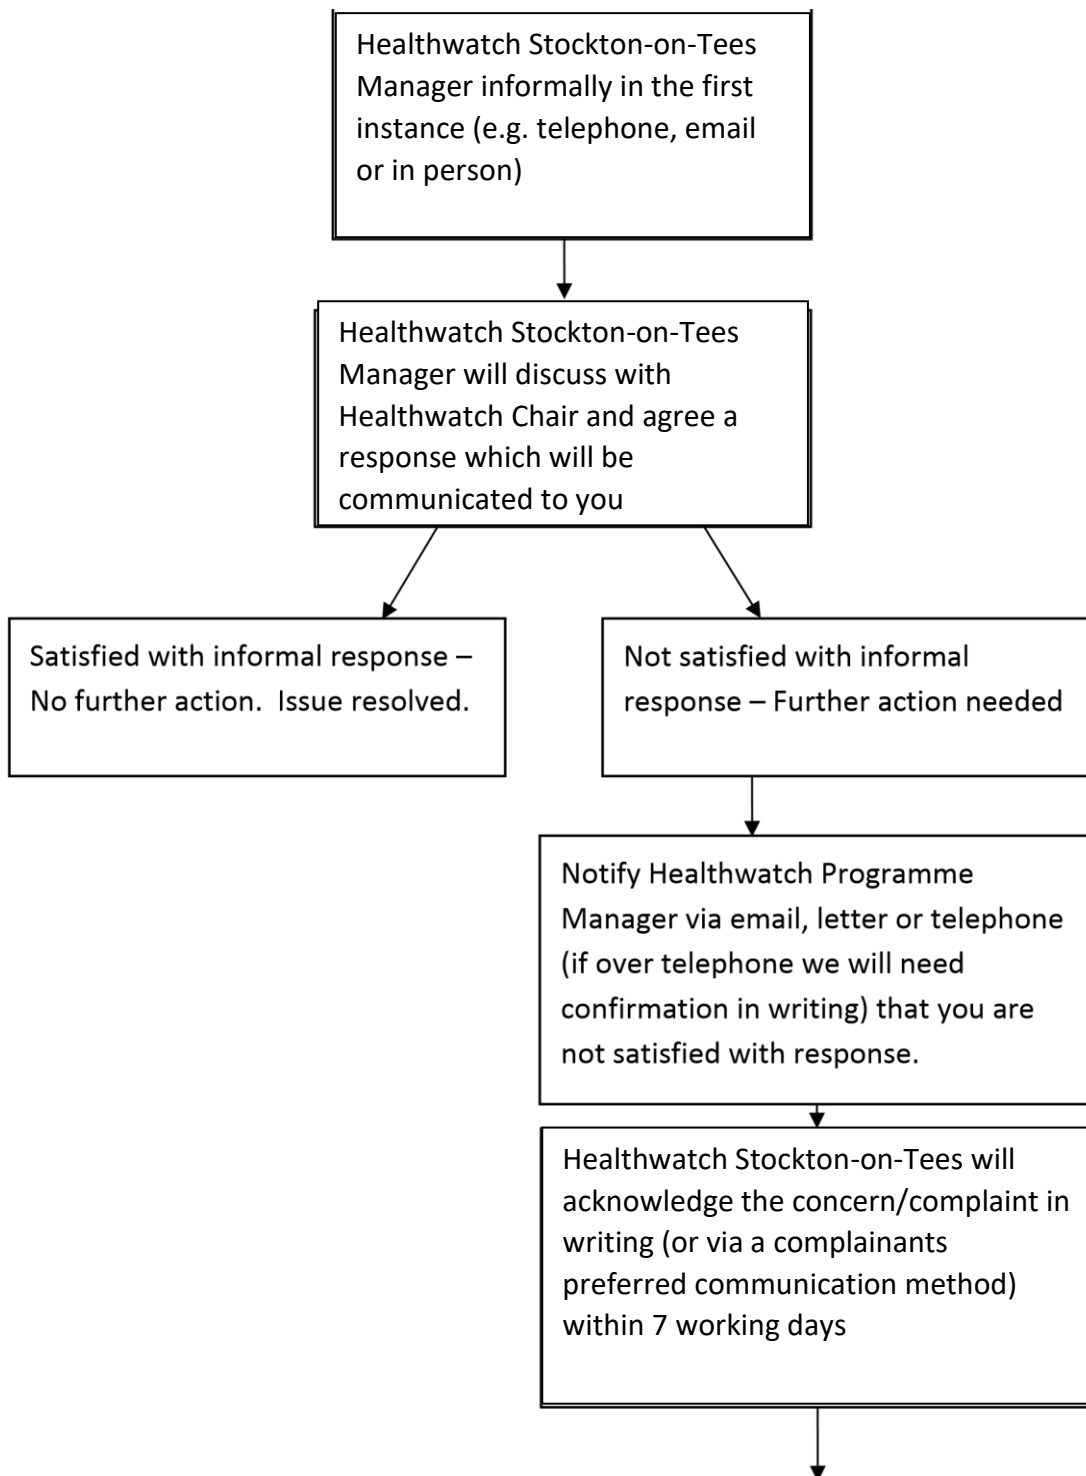 Healthwatch Stockton-on-Tees
Manager informally in the first
instance (e.g. telephone, email
or in person)
Healthwatch Stockton-on-Tees
Manager will discuss with
Healthwatch Chair and agree a
response which will be
communicated to you
Satisfied with informal response –
No further action.  Issue resolved.
Not satisfied with informal
response – Further action needed
Notify Healthwatch Programme
Manager via email, letter or telephone
(if over telephone we will need
confirmation in writing) that you are
not satisfied with response.
Healthwatch Stockton-on-Tees will
acknowledge the concern/complaint in
writing (or via a complainants
preferred communication method)
within 7 working days